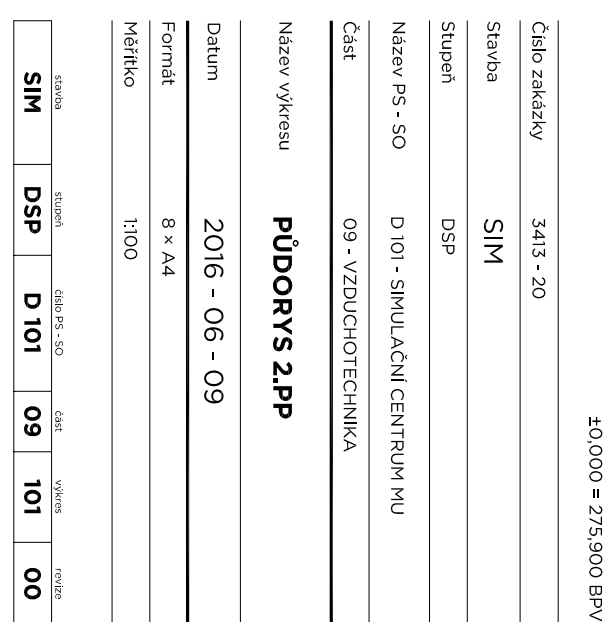 ±0,000 = 275,900 BPV
Číslo zakázky 3413 - 20
Stavba SIM
Stupeň DSP
Název PS - SO D 101 - SIMULAČNÍ CENTRUM MU
Část 09 - VZDUCHOTECHNIKA
Název výkresu PŮDORYS 2.PP
Datum 2016 - 06 - 09
Formát 8 × A4
Měřítko 1:100
stavba stupeň číslo PS - SO část výkres revize
SIM DSP D 101 09 101 00